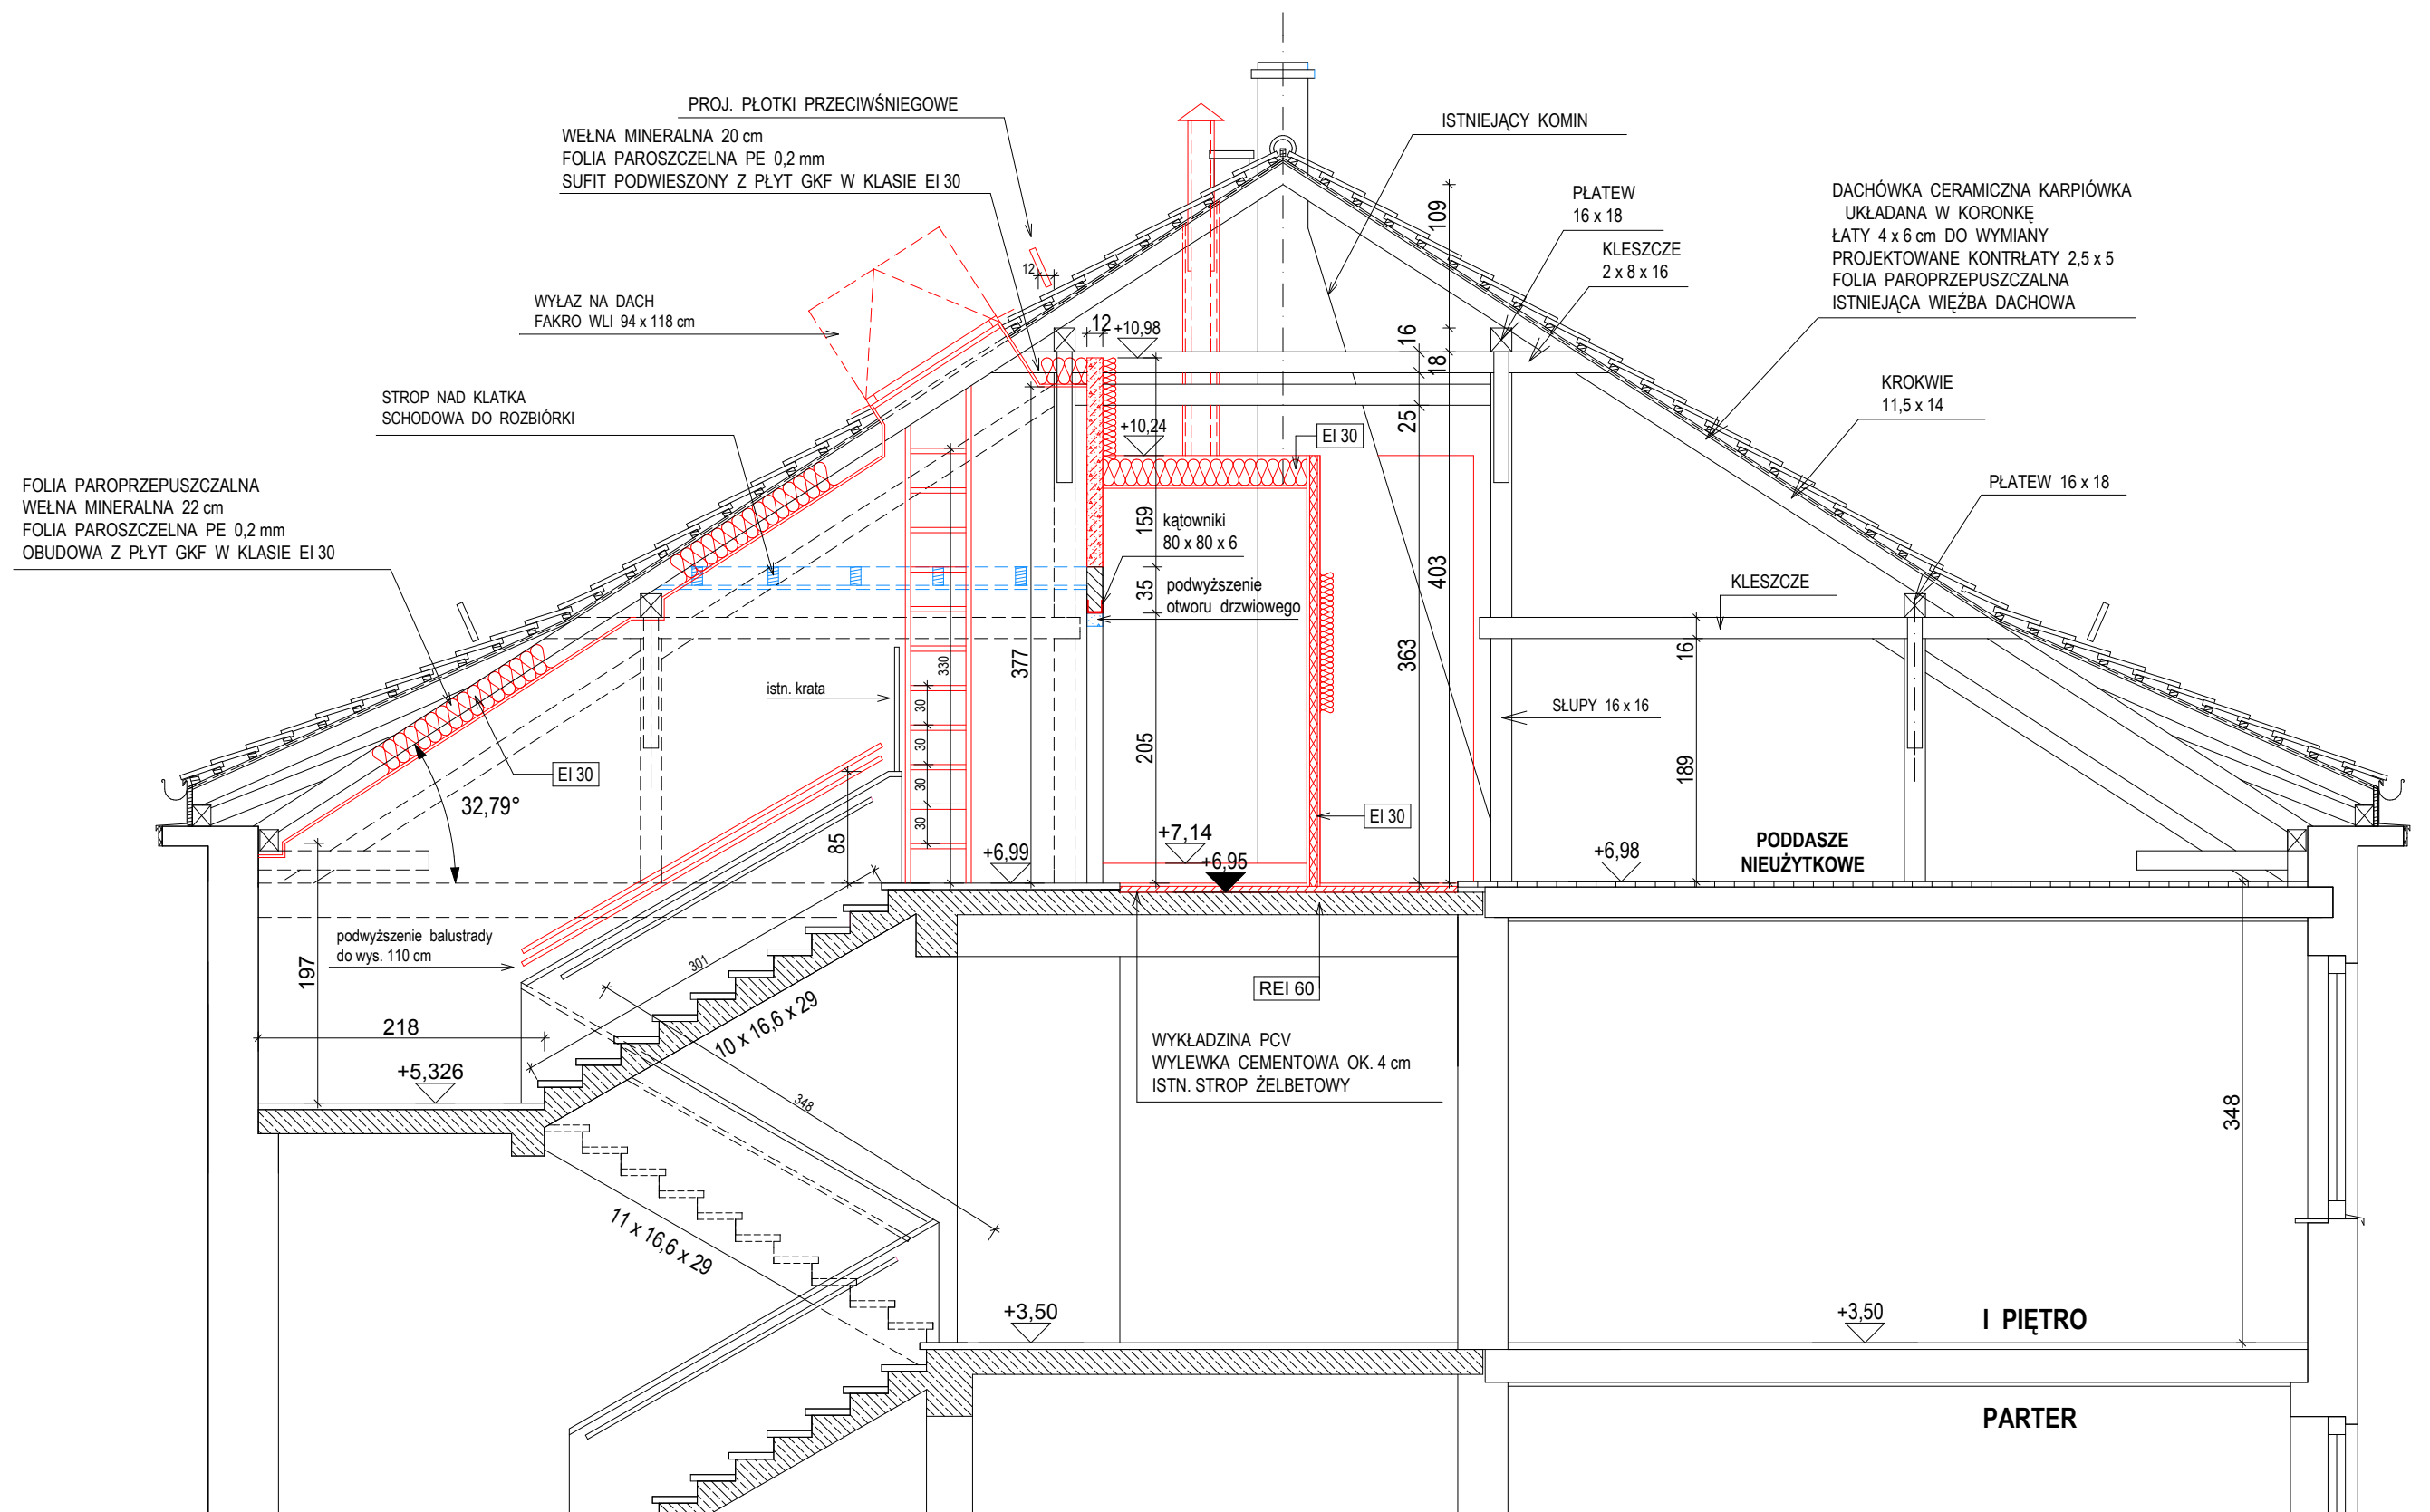 PROJ. PŁOTKI PRZECIWŚNIEGOWE
WEŁNA MINERALNA 20 cm
FOLIA PAROSZCZELNA PE 0,2 mm
SUFIT PODWIESZONY Z PŁYT GKF W KLASIE EI 30
ISTNIEJĄCY KOMIN
PŁATEW
16 x 18
KLESZCZE
2 x 8 x 16
DACHÓWKA CERAMICZNA KARPIÓWKA
UKŁADANA W KORONKĘ
ŁATY 4 x 6 cm DO WYMIANY
PROJEKTOWANE KONTRŁATY 2,5 x 5
FOLIA PAROPRZEPUSZCZALNA
ISTNIEJĄCA WIĘŹBA DACHOWA
109
12
WYŁAZ NA DACH
FAKRO WLI 94 x 118 cm
12
+10,98
16
18
STROP NAD KLATKA
SCHODOWA DO ROZBIÓRKI
KROKWIE
11,5 x 14
+10,24
25
EI 30
FOLIA PAROPRZEPUSZCZALNA
WEŁNA MINERALNA 22 cm
FOLIA PAROSZCZELNA PE 0,2 mm
OBUDOWA Z PŁYT GKF W KLASIE EI 30
PŁATEW 16 x 18
159
kątowniki
80 x 80 x 6
35
podwyższenie
otworu drzwiowego
403
KLESZCZE
330
377
363
16
istn. krata
30
30
30
30
SŁUPY 16 x 16
205
189
EI 30
32,79°
85
EI 30
+6,99
+7,14
+6,95
+6,98
PODDASZE
NIEUŻYTKOWE
podwyższenie balustrady
do wys. 110 cm
197
301
10 x 16,6 x 29
REI 60
218
+5,326
WYKŁADZINA PCV
WYLEWKA CEMENTOWA OK. 4 cm
ISTN. STROP ŻELBETOWY
348
348
11 x 16,6 x 29
+3,50
+3,50
I PIĘTRO
PARTER